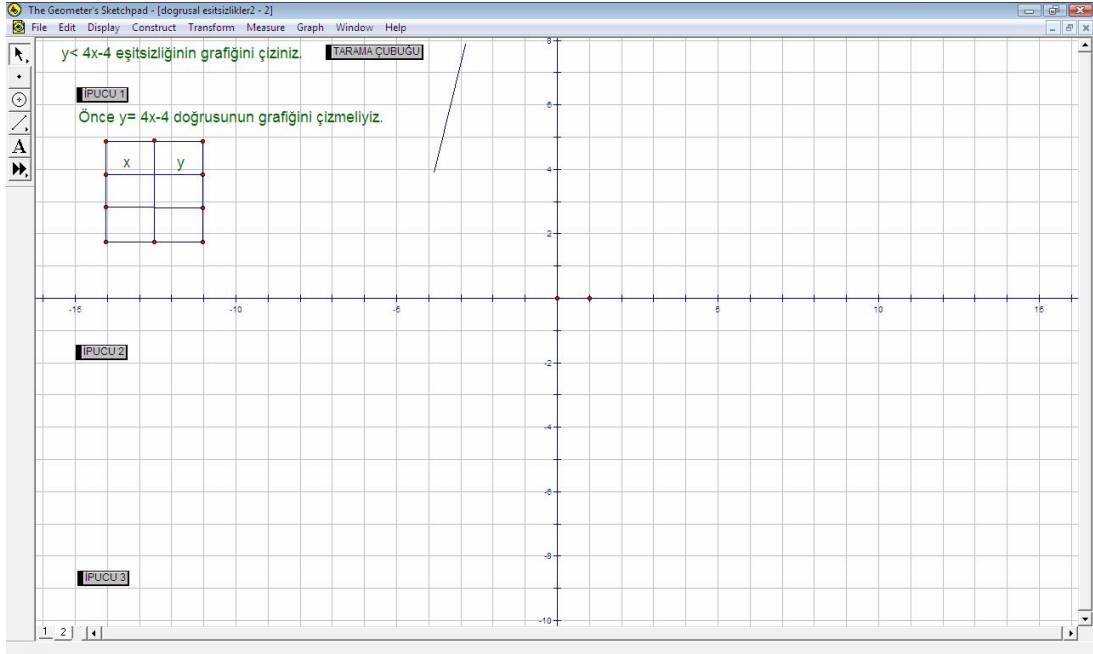 The Geometer's Sketchpad - [dogrusal esitsizlikler2 - 2]
File Edit Display Construct Transform Measure Graph Window Help
y< 4x-4 eşitsizliğinin grafiğini çiziniz.
TARAMA ÇUBUĞU
İPUCU 1
Önce y= 4x-4 doğrusunun grafiğini çizmeliyiz.
x y
8
6
4
2
-15 -10 -5 5 10 15
İPUCU 2
-2
-4
-6
-8
İPUCU 3
-10
A
1 2